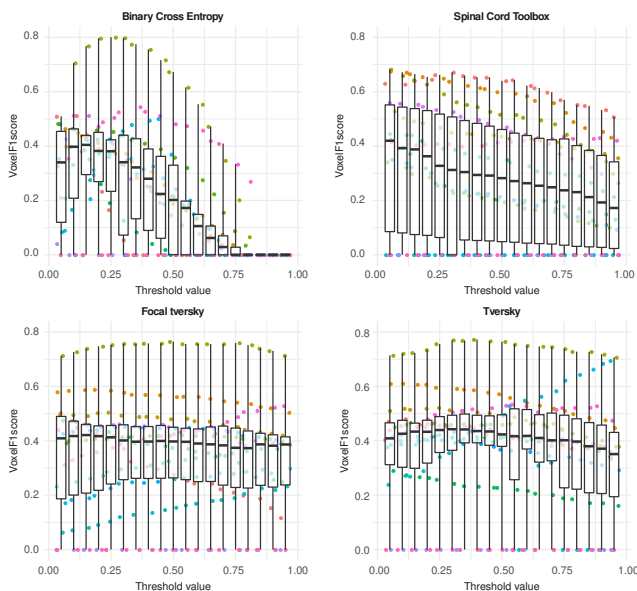 Binary Cross Entropy
0.8
0.6
0.4
0.2
0.0
VoxelF1score
0.00 0.25 0.50 0.75 1.00
Threshold value
Spinal Cord Toolbox
0.8
0.6
0.4
0.2
0.0
VoxelF1score
0.00 0.25 0.50 0.75 1.00
Threshold value
Focal tversky
0.8
0.6
0.4
0.2
0.0
VoxelF1score
0.00 0.25 0.50 0.75 1.00
Threshold value
Tversky
0.8
0.6
0.4
0.2
0.0
VoxelF1score
0.00 0.25 0.50 0.75 1.00
Threshold value